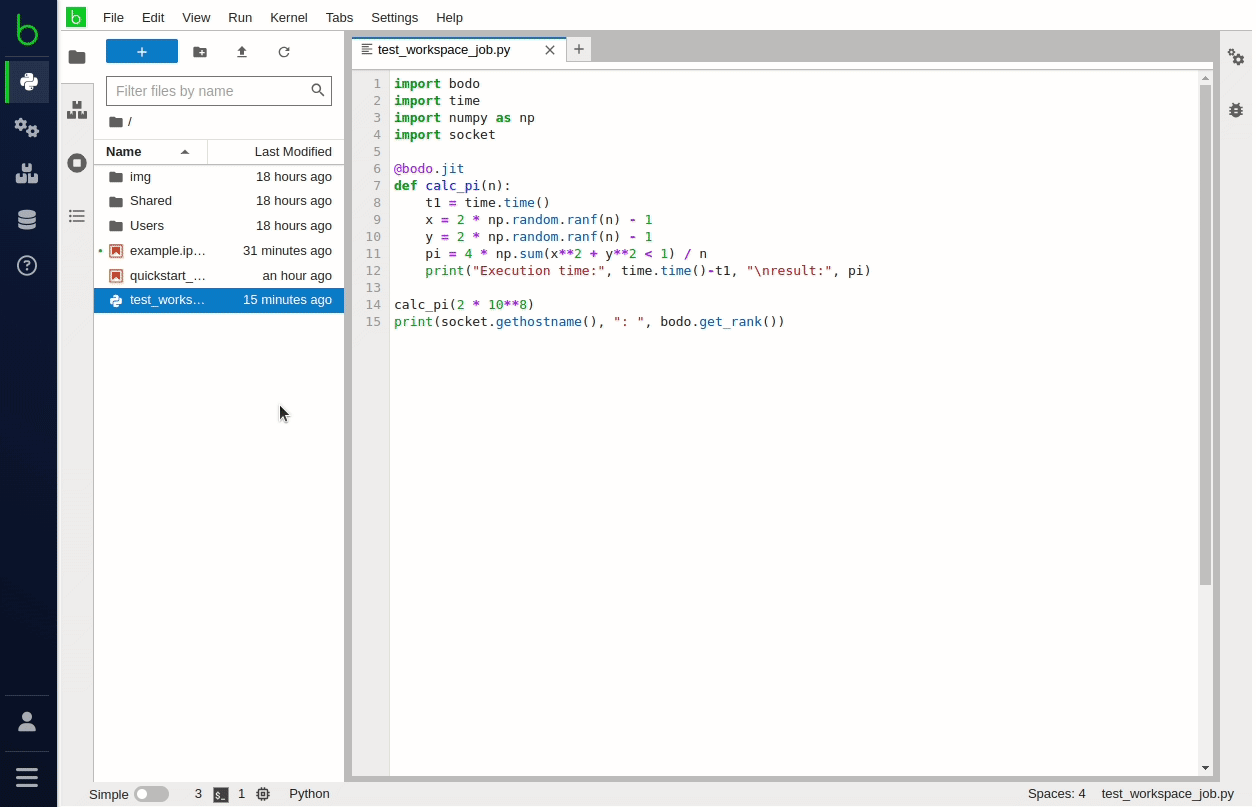 b
b File Edit View Run Kernel Tabs Settings Help
+
test_workspace_job.py × +
Filter files by name
/
Name Last Modified
img 18 hours ago
Shared 18 hours ago
Users 18 hours ago
example.ip... 31 minutes ago
quickstart_... an hour ago
test_works... 15 minutes ago
1 import bodo
2 import time
3 import numpy as np
4 import socket
5
6 @bodo.jit
7 def calc_pi(n):
8     t1 = time.time()
9     x = 2 * np.random.ranf(n) - 1
10     y = 2 * np.random.ranf(n) - 1
11     pi = 4 * np.sum(x**2 + y**2 < 1) / n
12     print("Execution time:", time.time()-t1, "\nresult:", pi)
13
14 calc_pi(2 * 10**8)
15 print(socket.gethostname(), ": ", bodo.get_rank())
?
Simple 3 $_ 1 Python Spaces: 4 test_workspace_job.py